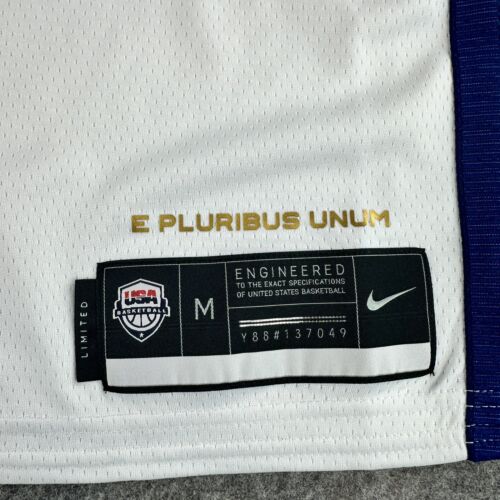 E PLURIBUS UNUM
LIMITED
USA
BASKETBALL
M
ENGINEERED
TO THE EXACT SPECIFICATIONS
OF UNITED STATES BASKETBALL
Y88#137049